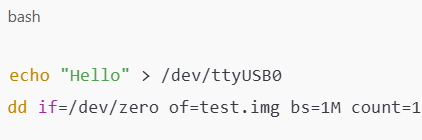 bash
echo "Hello" > /dev/ttyUSB0
dd if=/dev/zero of=test.img bs=1M count=1